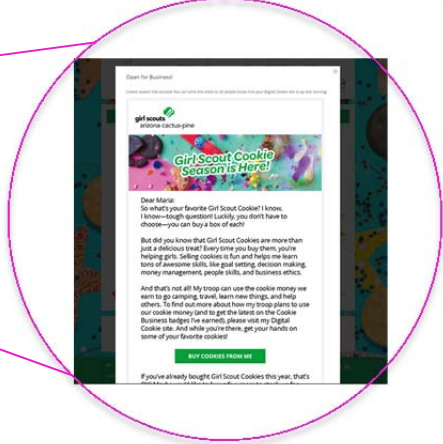 Open for Business!
girl scouts
arizona cactus-pine
Girl Scout Cookie
Season is Here!
Dear Maria:
So what's your favorite Girl Scout Cookie? I know,
I know—tough question! Luckily, you don't have to
choose—you can buy a box of each!
But did you know that Girl Scout Cookies are more than
just a delicious treat? Every time you buy them, you're
helping girls. Selling cookies is fun and helps me learn
tons of awesome skills, like goal setting, decision making,
money management, people skills, and business ethics.
And that's not all! My troop can use the cookie money we
earn to go camping, travel, learn new things, and help
others. To find out more about how my troop plans to use
our cookie money (and to get the latest on the Cookie
Business badges I've earned), please visit my Digital
Cookie site. And while you're there, get your hands on
some of your favorite cookies!
BUY COOKIES FROM ME
If you've already bought Girl Scout Cookies this year, that's